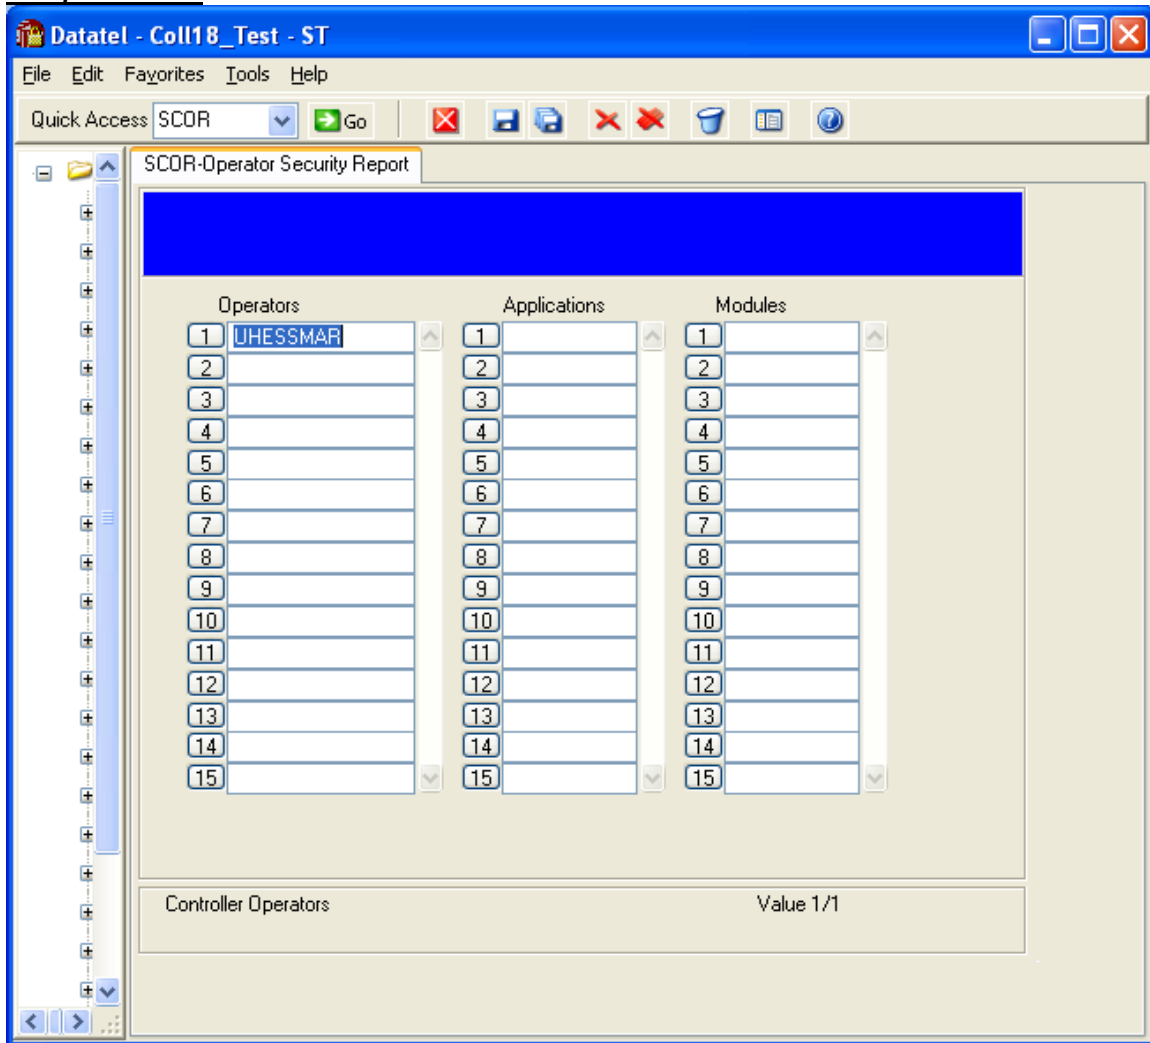 Datatel - Coll18_Test - ST
File Edit Favorites Tools Help
Quick Access SCOR Go
SCOR-Operator Security Report
Operators Applications Modules
1 UHESSMAR 1 1
2 2 2
3 3 3
4 4 4
5 5 5
6 6 6
7 7 7
8 8 8
9 9 9
10 10 10
11 11 11
12 12 12
13 13 13
14 14 14
15 15 15
Controller Operators Value 1/1